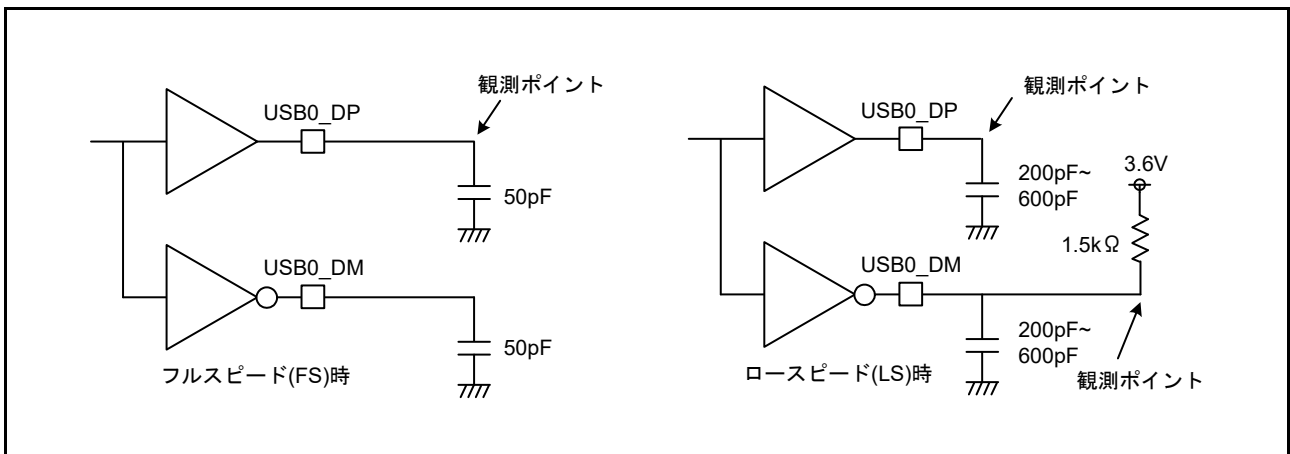 観測ポイント
USB0_DP
50pF
USB0_DM
50pF
フルスピード(FS)時
観測ポイント
USB0_DP
200pF~
600pF
3.6V
1.5kΩ
USB0_DM
200pF~
600pF
ロースピード(LS)時
観測ポイント